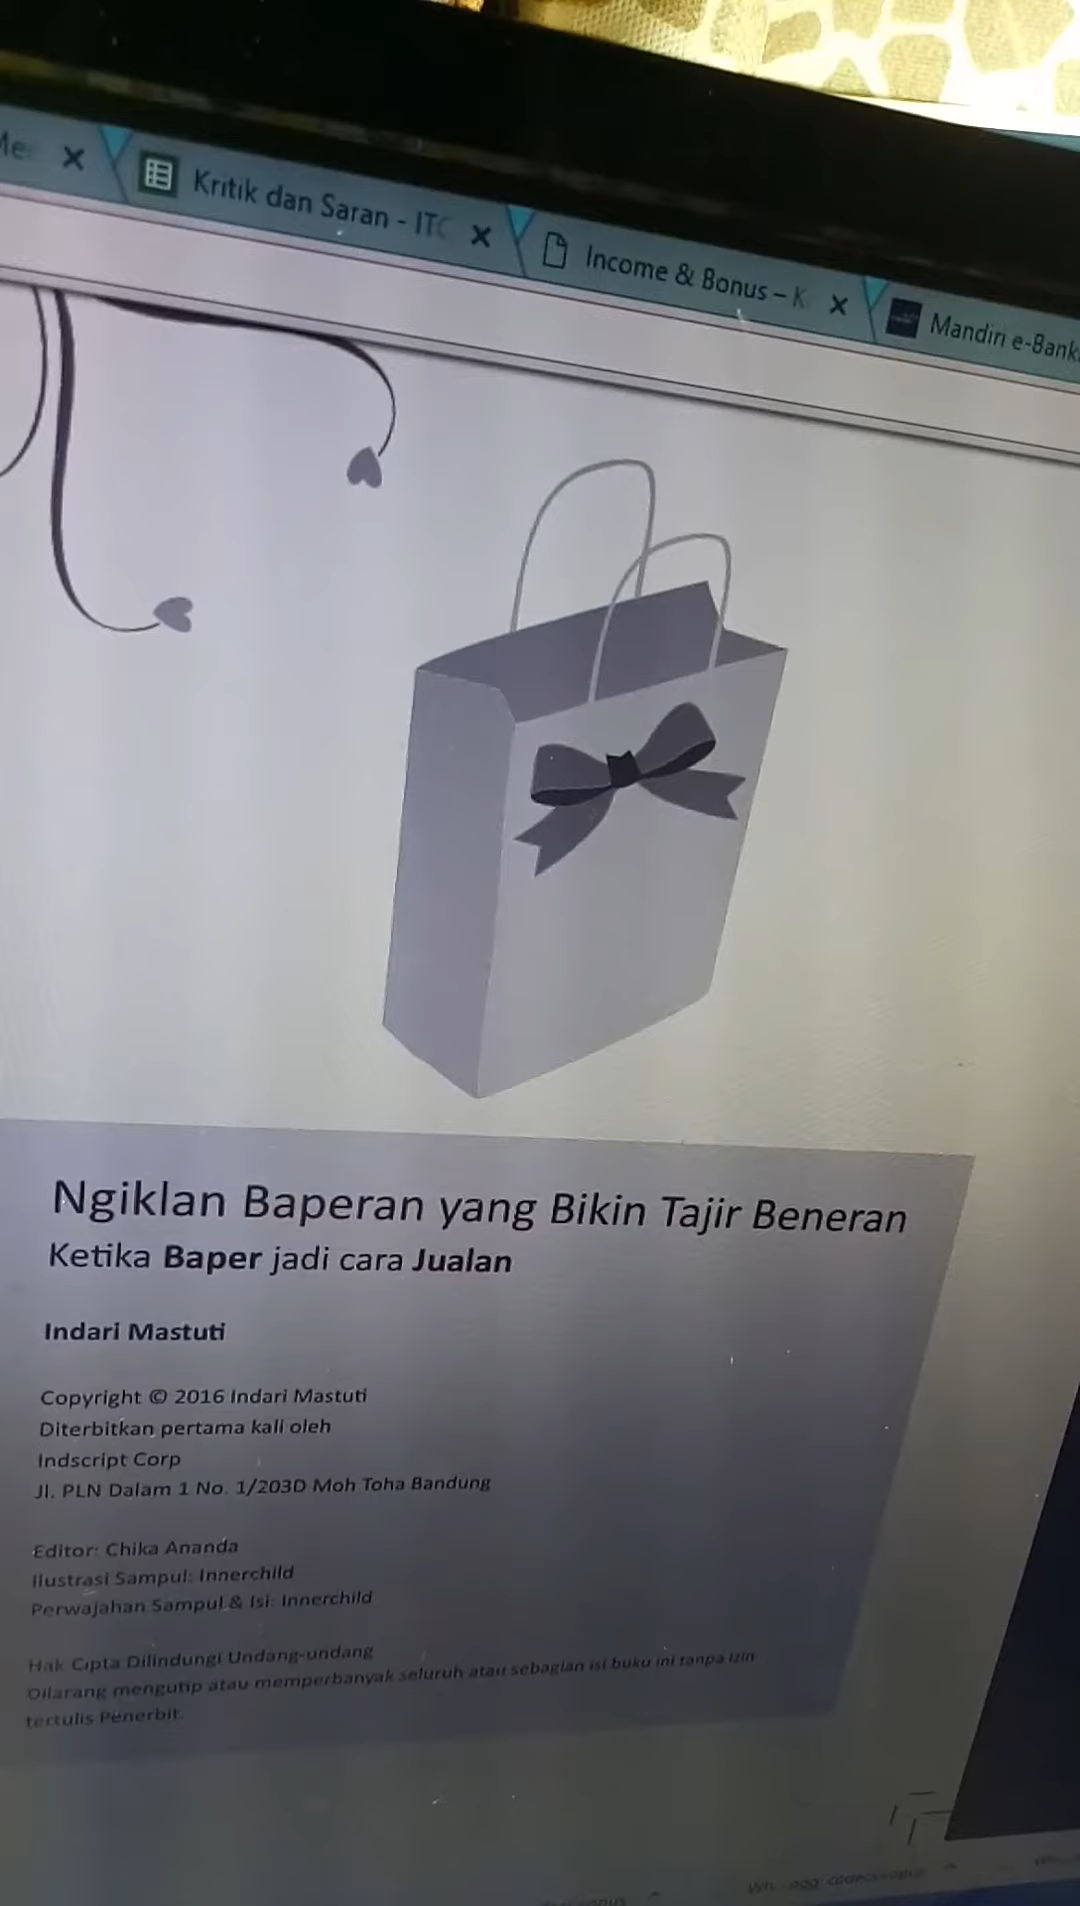 Kritik dan Saran - ITC
Income & Bonus – K
Mandiri e-Bank
Ngiklan Baperan yang Bikin Tajir Beneran
Ketika Baper jadi cara Jualan
Indari Mastuti
Copyright © 2016 Indari Mastuti
Diterbitkan pertama kali oleh
Indscript Corp
Jl. PLN Dalam 1 No. 1/203D Moh Toha Bandung
Editor: Chika Ananda
Ilustrasi Sampul: Innerchild
Perwajahan Sampul & Isi: Innerchild
Hak Cipta Dilindungi Undang-undang
Dilarang mengutip atau memperbanyak seluruh atau sebagian isi buku ini tanpa izin
tertulis Penerbit.